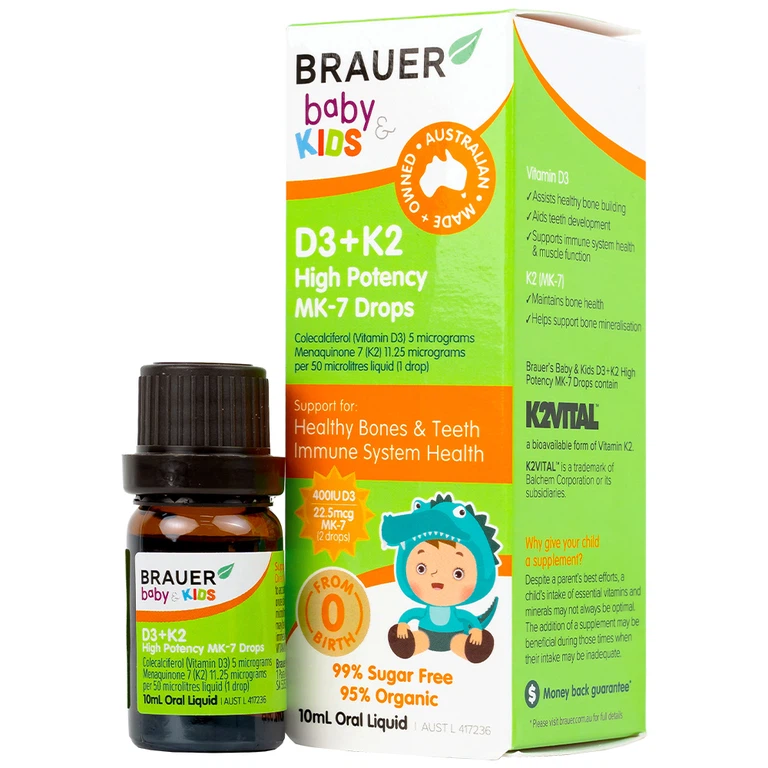 BRAUER
baby &
KIDS
AUSTRALIAN • MADE + OWNED •
D3+K2
High Potency
MK-7 Drops
Colecalciferol (Vitamin D3) 5 micrograms
Menaquinone 7 (K2) 11.25 micrograms
per 50 microlitres liquid (1 drop)
Support for:
Healthy Bones & Teeth
Immune System Health
400IU D3
22.5mcg
MK-7
(2 drops)
FROM
0
BIRTH
99% Sugar Free
95% Organic
10mL Oral Liquid | AUST L 417236
Vitamin D3
✓Assists healthy bone building
✓Aids teeth development
✓Supports immune system health
& muscle function
K2 (MK-7)
✓Maintains bone health
✓Helps support bone mineralisation
Brauer's Baby & Kids D3+K2 High
Potency MK-7 Drops contain
K2VITAL™
a bioavailable form of Vitamin K2.
K2VITAL™ is a trademark of
Balchem Corporation or its
subsidiaries.
Why give your child
a supplement?
Despite a parent's best efforts, a
child's intake of essential vitamins and
minerals may not always be optimal.
The addition of a supplement may be
beneficial during those times when
their intake may be inadequate.
$ Money back guarantee*
*Please visit brauer.com.au for full details
BRAUER
baby & KIDS
D3+K2
High Potency MK-7 Drops
Colecalciferol (Vitamin D3) 5 micrograms
Menaquinone 7 (K2) 11.25 micrograms
per 50 microlitres liquid (1 drop)
10mL Oral Liquid | AUST L 417236